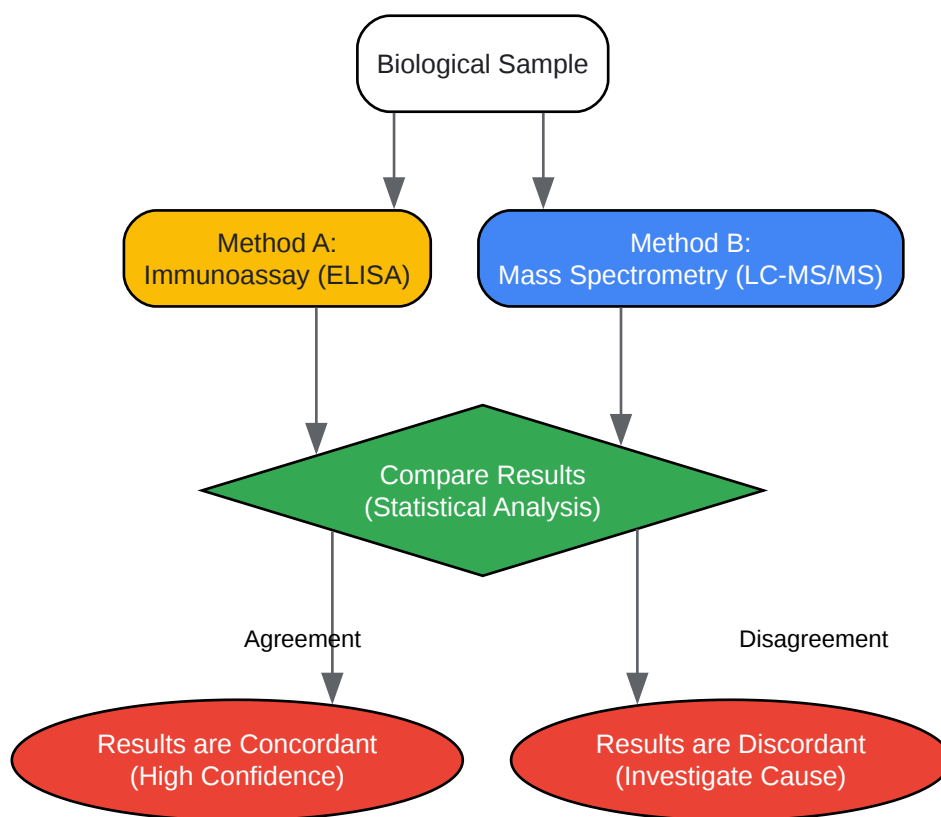 Biological Sample
Method A:
Immunoassay (ELISA)
Method B:
Mass Spectrometry (LC-MS/MS)
Compare Results
(Statistical Analysis)
Agreement
Disagreement
Results are Concordant
(High Confidence)
Results are Discordant
(Investigate Cause)